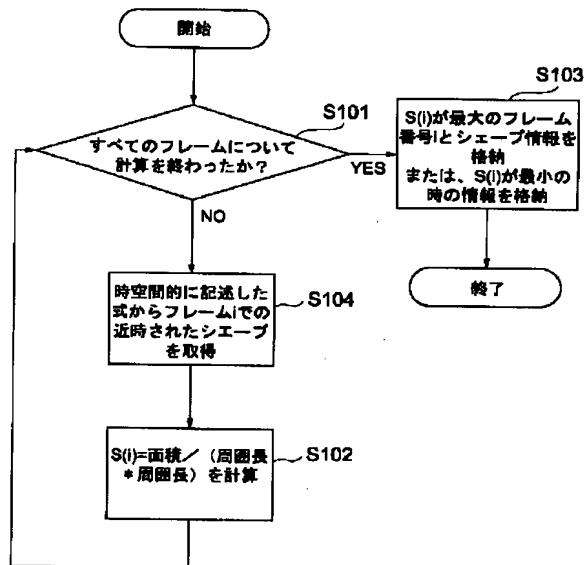 開始
S101
すべてのフレームについて
計算を終わったか?
YES
NO
S103
S(i)が最大のフレーム
番号iとシェープ情報を
格納
または、S(i)が最小の
時の情報を格納
終了
時空間的に記述した
式からフレームiでの
近時されたシエープ
を取得
S104
S(i)=面積/(周囲長
*周囲長)を計算
S102